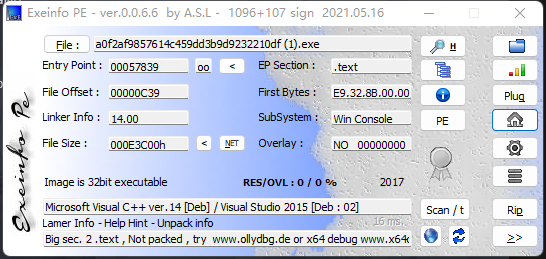 Exeinfo PE - ver.0.0.6.6 by A.S.L - 1096+107 sign 2021.05.16
File : a0f2af9857614c459dd3b9d9232210df (1).exe H
Entry Point : 00057839 oo < EP Section : .text
File Offset : 00000C39 First Bytes : E9.32.8B.00.00 Plug
Linker Info : 14.00 SubSystem : Win Console PE
File Size : 000E3C00h < NET Overlay : NO 00000000
Image is 32bit executable RES/OVL : 0 / 0 % 2017
Exeinfo Pe
Microsoft Visual C++ ver.14 [Deb] / Visual Studio 2015 [Deb : 02] Scan / t Rip
Lamer Info - Help Hint - Unpack info 16 ms.
Big sec. 2 .text , Not packed , try www.ollydbg.de or x64 debug www.x64 >>